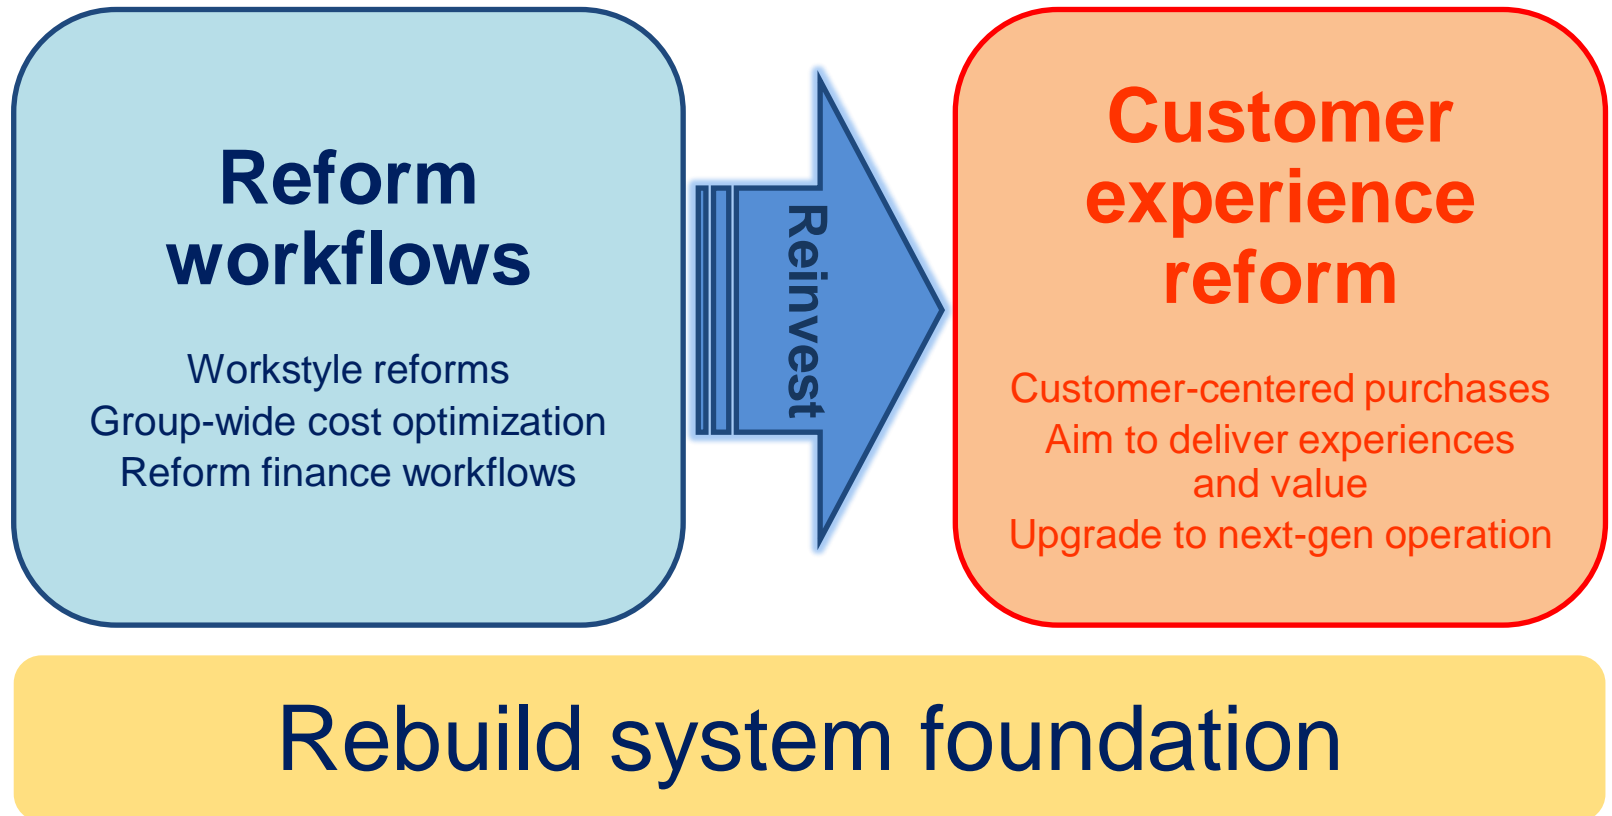 Reform
workflows
Workstyle reforms
Group-wide cost optimization
Reform finance workflows
Reinvest
Customer
experience
reform
Customer-centered purchases
Aim to deliver experiences
and value
Upgrade to next-gen operation
Rebuild system foundation